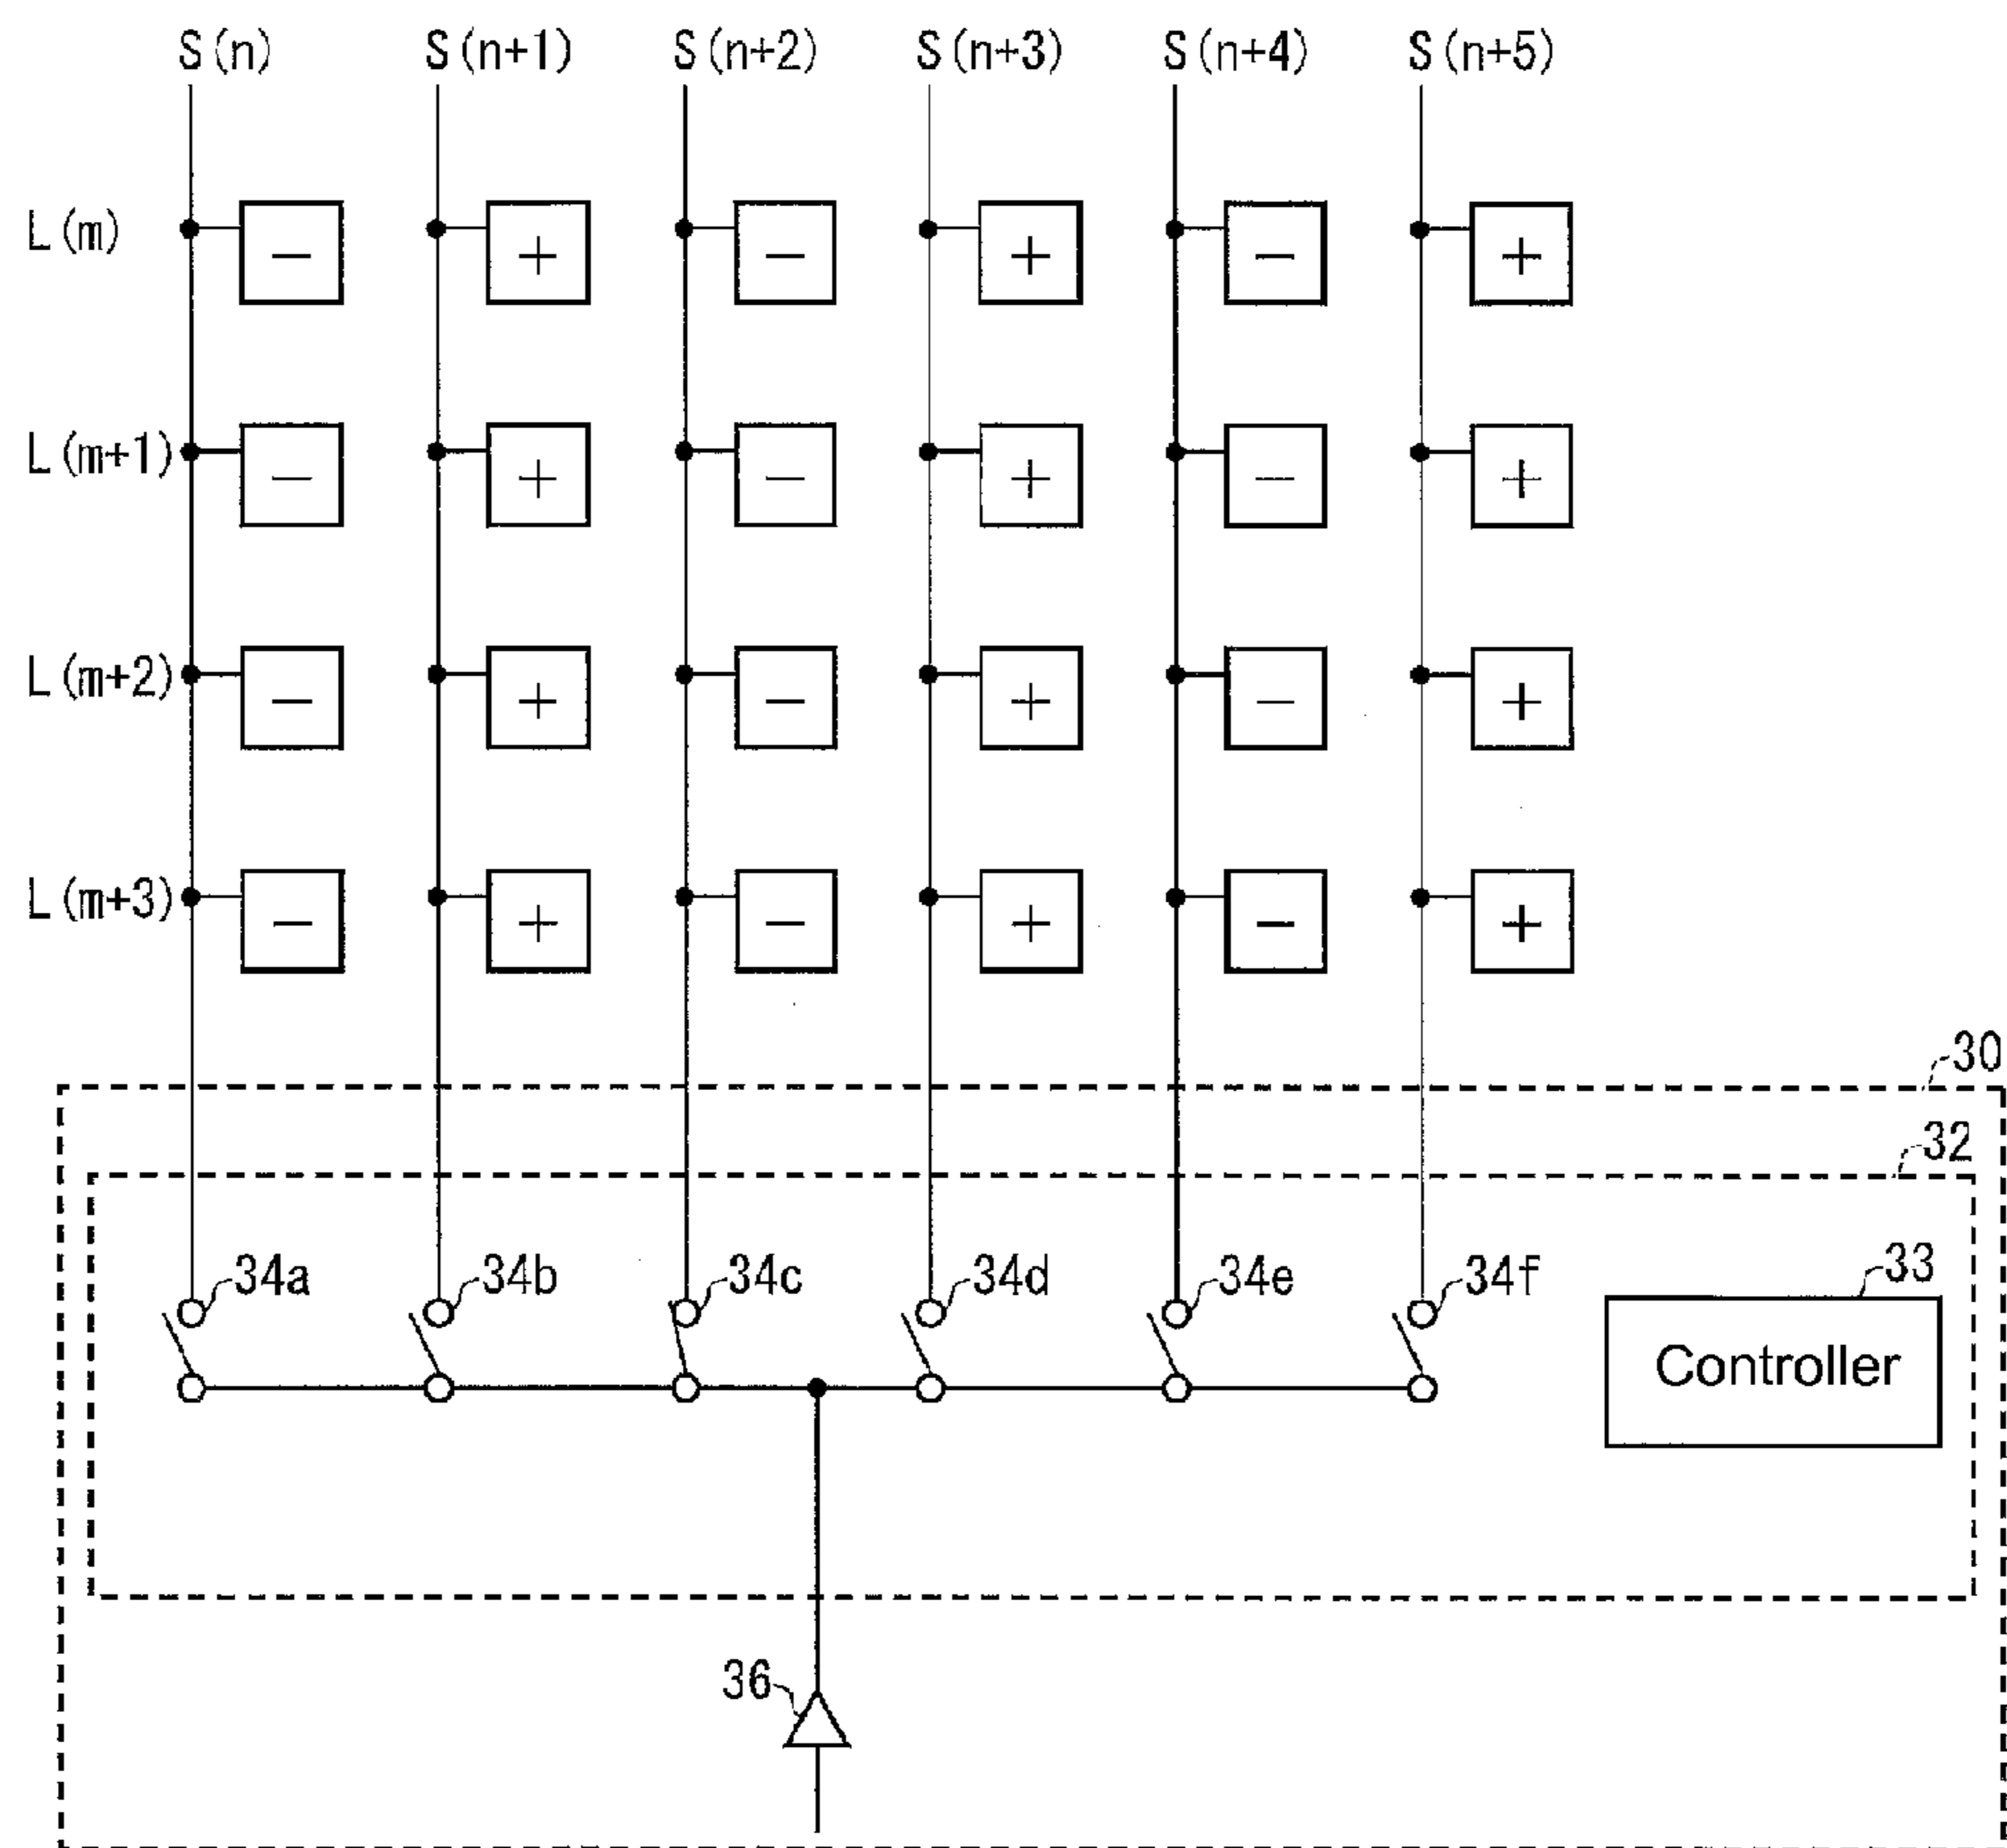 S(n) S(n+1) S(n+2) S(n+3) S(n+4) S(n+5)
L(m) − + − + − +
L(m+1) − + − + − +
L(m+2) − + − + − +
L(m+3) − + − + − +
30
32
34a 34b 34c 34d 34e 34f 33
Controller
36